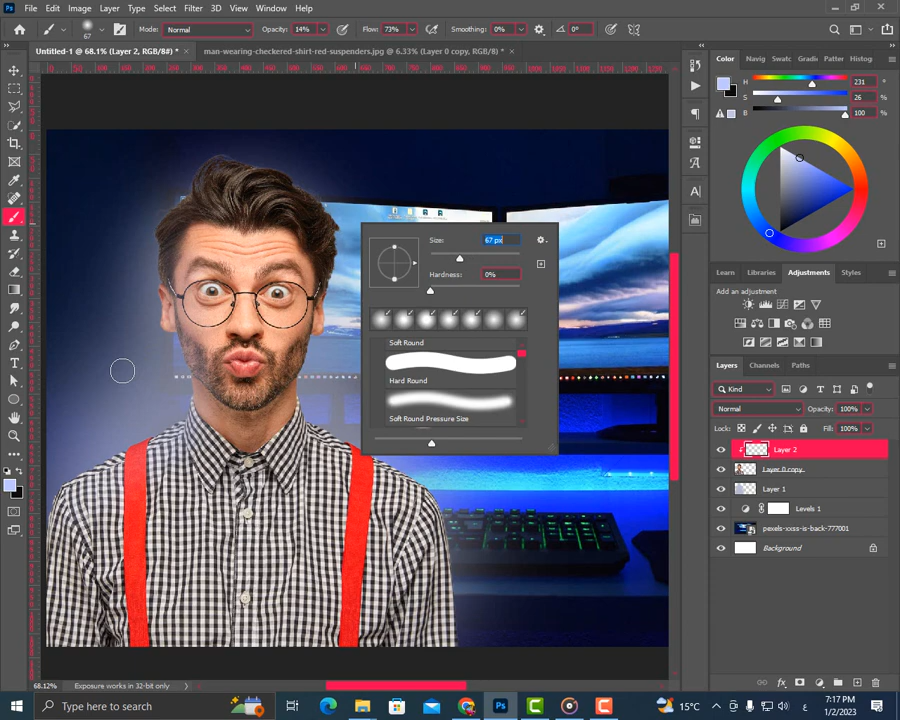 File Edit Image Layer Type Select Filter 3D View Window Help
67 Mode: Normal Opacity: 14% Flow: 73% Smoothing: 0% 0°
Untitled-1 @ 68.1% (Layer 2, RGB/8#) * × man-wearing-checkered-shirt-red-suspenders.jpg @ 6.33% (Layer 0 copy, RGB/8) * ×
Color Navig Swatc Gradi Patter Histog
H 231 °
S 26 %
B 100 %
Size: 67 px
Hardness: 0%
Soft Round
Hard Round
Soft Round Pressure Size
Learn Libraries Adjustments Styles
Add an adjustment
Layers Channels Paths
Kind
Normal Opacity: 100%
Lock: Fill: 100%
Layer 2
Layer 0 copy
Layer 1
Levels 1
pexels-xxss-is-back-777001
Background
68.12% Exposure works in 32-bit only
Type here to search
15°C
7:17 PM
1/2/2023